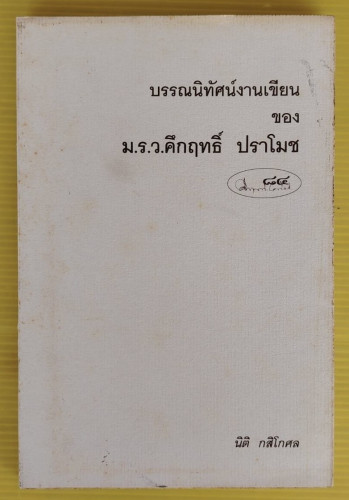 บรรณนิทัศน์งานเขียน
ของ
ม.ร.ว.คึกฤทธิ์ ปราโมช
๘๔
นิติ กสิโกศล